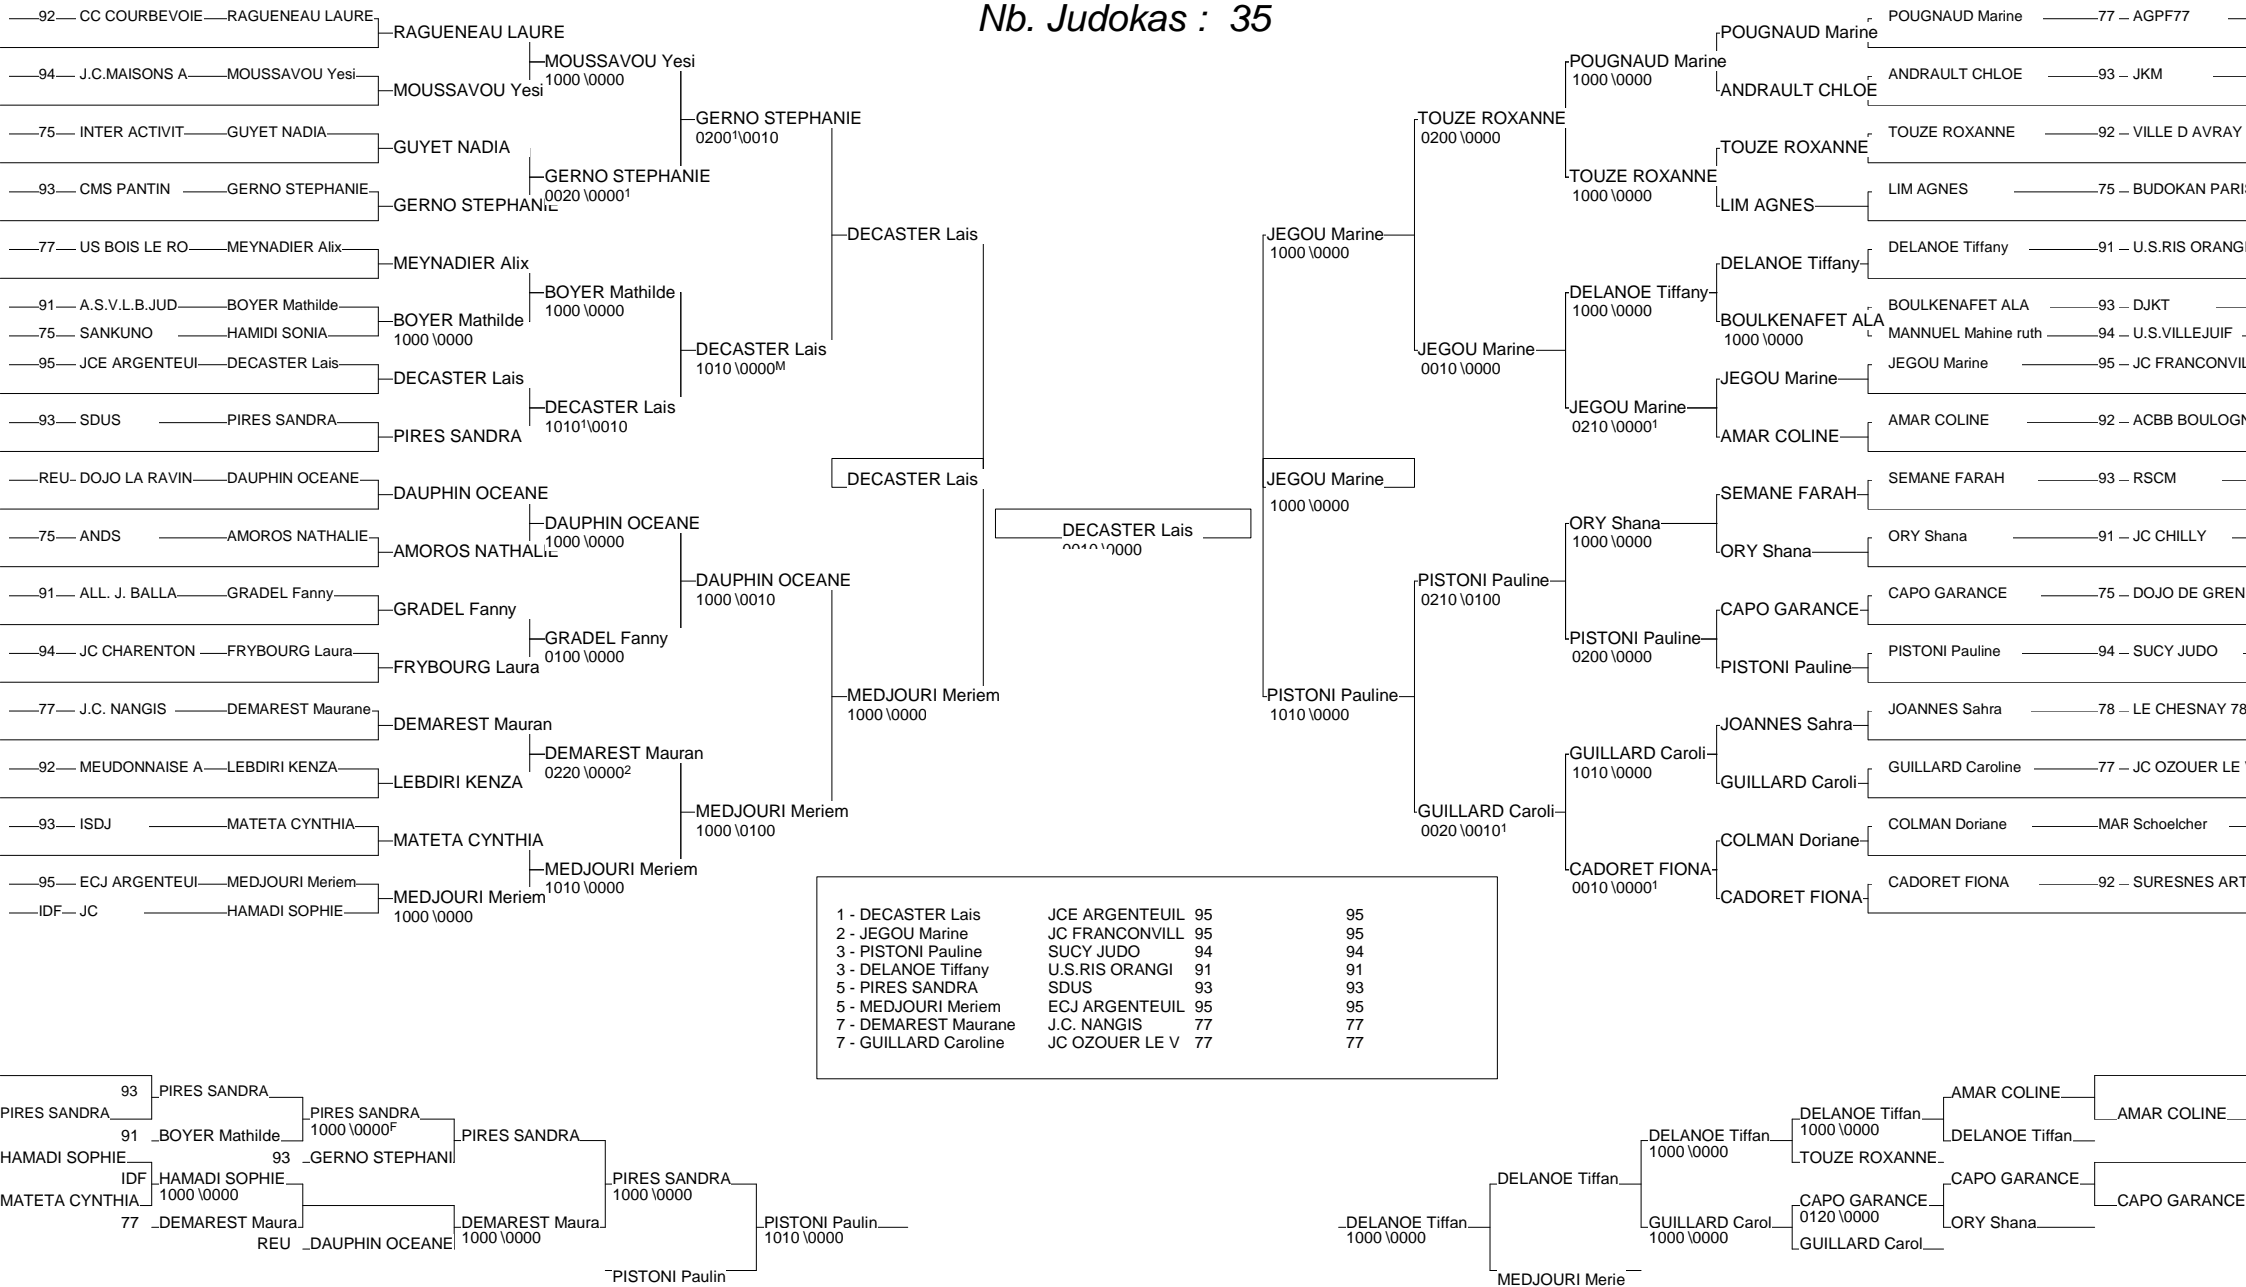 Nb. Judokas : 35
92 CC COURBEVOIE RAGUENEAU LAURE
94 J.C.MAISONS A MOUSSAVOU Yesi
75 INTER ACTIVIT GUYET NADIA
93 CMS PANTIN GERNO STEPHANIE
77 US BOIS LE RO MEYNADIER Alix
91 A.S.V.L.B.JUD BOYER Mathilde
75 SANKUNO HAMIDI SONIA
95 JCE ARGENTEUI DECASTER Lais
93 SDUS PIRES SANDRA
REU DOJO LA RAVIN DAUPHIN OCEANE
75 ANDS AMOROS NATHALIE
91 ALL. J. BALLA GRADEL Fanny
94 JC CHARENTON FRYBOURG Laura
77 J.C. NANGIS DEMAREST Maurane
92 MEUDONNAISE A LEBDIRI KENZA
93 ISDJ MATETA CYNTHIA
95 ECJ ARGENTEUI MEDJOURI Meriem
IDF JC HAMADI SOPHIE
RAGUENEAU LAURE
MOUSSAVOU Yesi
GUYET NADIA
GERNO STEPHANIE
MEYNADIER Alix
BOYER Mathilde
1000 \0000
DECASTER Lais
PIRES SANDRA
DAUPHIN OCEANE
AMOROS NATHALIE
GRADEL Fanny
FRYBOURG Laura
DEMAREST Mauran
LEBDIRI KENZA
MATETA CYNTHIA
MEDJOURI Meriem
1000 \0000
MOUSSAVOU Yesi
1000 \0000
GERNO STEPHANIE
0020 \0000¹
BOYER Mathilde
1000 \0000
DECASTER Lais
1010¹\0010
DAUPHIN OCEANE
1000 \0000
GRADEL Fanny
0100 \0000
DEMAREST Mauran
0220 \0000²
MEDJOURI Meriem
1010 \0000
GERNO STEPHANIE
0200¹\0010
DECASTER Lais
1010 \0000ᴹ
DAUPHIN OCEANE
1000 \0010
MEDJOURI Meriem
1000 \0100
DECASTER Lais
MEDJOURI Meriem
1000 \0000
DECASTER Lais
DECASTER Lais
0010 \0000
JEGOU Marine
1000 \0000
JEGOU Marine
1000 \0000
PISTONI Pauline
1010 \0000
TOUZE ROXANNE
0200 \0000
JEGOU Marine
0010 \0000
PISTONI Pauline
0210 \0100
GUILLARD Caroli
0020 \0010¹
POUGNAUD Marine
1000 \0000
TOUZE ROXANNE
1000 \0000
DELANOE Tiffany
1000 \0000
JEGOU Marine
0210 \0000¹
ORY Shana
1000 \0000
PISTONI Pauline
0200 \0000
GUILLARD Caroli
1010 \0000
CADORET FIONA
0010 \0000¹
POUGNAUD Marine
ANDRAULT CHLOE
TOUZE ROXANNE
LIM AGNES
DELANOE Tiffany
BOULKENAFET ALA
1000 \0000
JEGOU Marine
AMAR COLINE
SEMANE FARAH
ORY Shana
CAPO GARANCE
PISTONI Pauline
JOANNES Sahra
GUILLARD Caroli
COLMAN Doriane
CADORET FIONA
POUGNAUD Marine 77 AGPF77
ANDRAULT CHLOE 93 JKM
TOUZE ROXANNE 92 VILLE D AVRAY
LIM AGNES 75 BUDOKAN PARIS
DELANOE Tiffany 91 U.S.RIS ORANGI
BOULKENAFET ALA 93 DJKT
MANNUEL Mahine ruth 94 U.S.VILLEJUIF
JEGOU Marine 95 JC FRANCONVIL
AMAR COLINE 92 ACBB BOULOGN
SEMANE FARAH 93 RSCM
ORY Shana 91 JC CHILLY
CAPO GARANCE 75 DOJO DE GREN
PISTONI Pauline 94 SUCY JUDO
JOANNES Sahra 78 LE CHESNAY 78
GUILLARD Caroline 77 JC OZOUER LE V
COLMAN Doriane MAR Schoelcher
CADORET FIONA 92 SURESNES ART
1 - DECASTER Lais JCE ARGENTEUIL 95 95
2 - JEGOU Marine JC FRANCONVILL 95 95
3 - PISTONI Pauline SUCY JUDO 94 94
3 - DELANOE Tiffany U.S.RIS ORANGI 91 91
5 - PIRES SANDRA SDUS 93 93
5 - MEDJOURI Meriem ECJ ARGENTEUIL 95 95
7 - DEMAREST Maurane J.C. NANGIS 77 77
7 - GUILLARD Caroline JC OZOUER LE V 77 77
PIRES SANDRA
HAMADI SOPHIE
MATETA CYNTHIA
93 PIRES SANDRA
91 BOYER Mathilde
IDF HAMADI SOPHIE
1000 \0000
77 DEMAREST Maura
PIRES SANDRA
1000 \0000ᶠ
93 GERNO STEPHANI
REU DAUPHIN OCEANE
PIRES SANDRA
DEMAREST Maura
1000 \0000
PIRES SANDRA
1000 \0000
PISTONI Paulin
PISTONI Paulin
1010 \0000
DELANOE Tiffan
1000 \0000
DELANOE Tiffan
MEDJOURI Merie
DELANOE Tiffan
1000 \0000
GUILLARD Carol
1000 \0000
DELANOE Tiffan
1000 \0000
TOUZE ROXANNE
CAPO GARANCE
0120 \0000
GUILLARD Carol
AMAR COLINE
DELANOE Tiffan
CAPO GARANCE
ORY Shana
AMAR COLINE
CAPO GARANCE